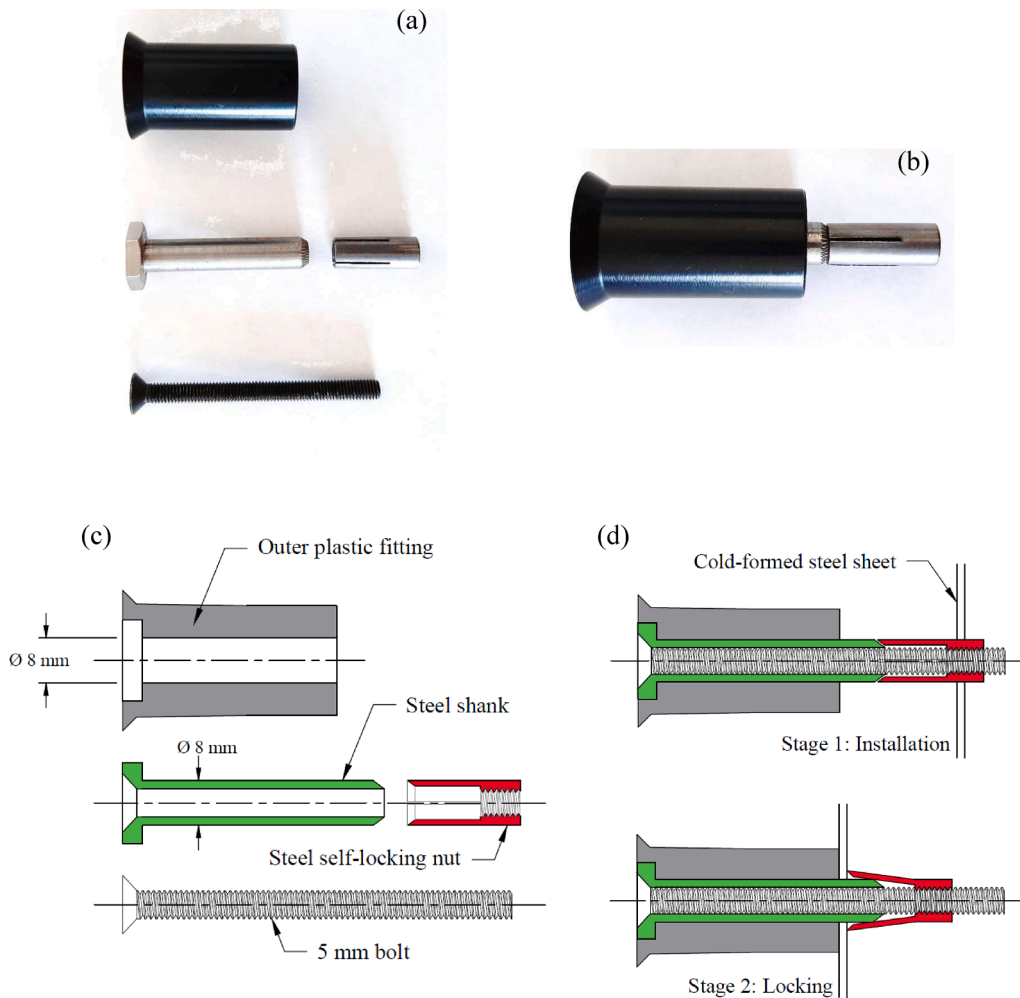 (a)
(b)
(c)
Outer plastic fitting
Ø 8 mm
Steel shank
Ø 8 mm
Steel self-locking nut
5 mm bolt
(d)
Cold-formed steel sheet
Stage 1: Installation
Stage 2: Locking